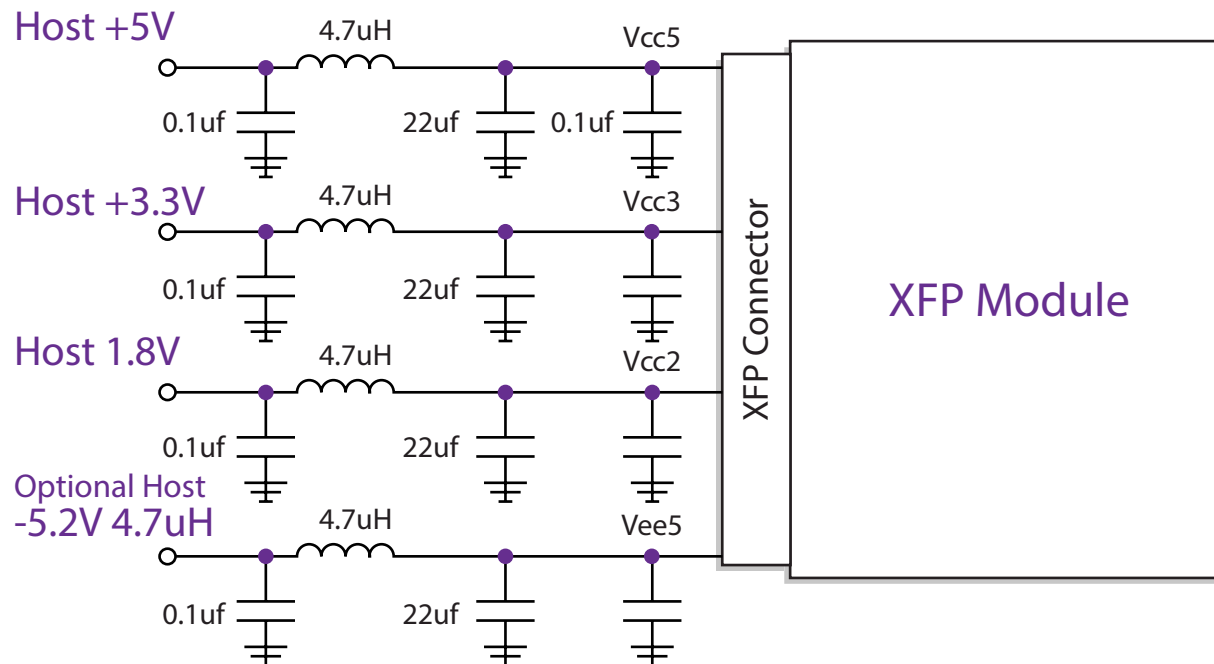 Host +5V
4.7uH
Vcc5
0.1uf
22uf
0.1uf
Host +3.3V
4.7uH
Vcc3
0.1uf
22uf
Host 1.8V
4.7uH
Vcc2
0.1uf
22uf
Optional Host
-5.2V 4.7uH
4.7uH
Vee5
0.1uf
22uf
XFP Connector
XFP Module